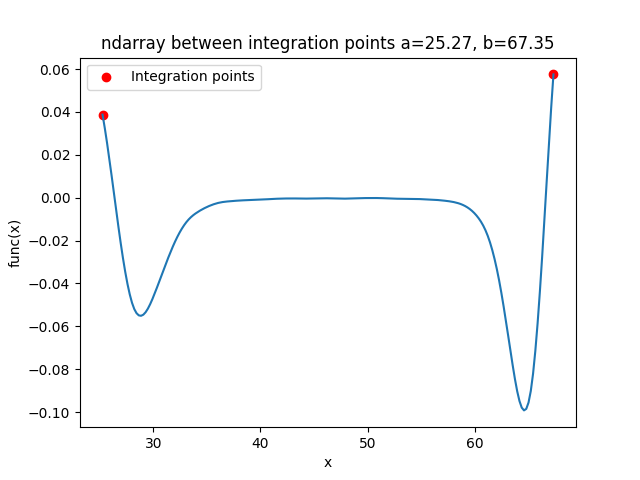 ndarray between integration points a=25.27, b=67.35
Integration points
0.06
0.04
0.02
0.00
−0.02
−0.04
−0.06
−0.08
−0.10
func(x)
30 40 50 60
x